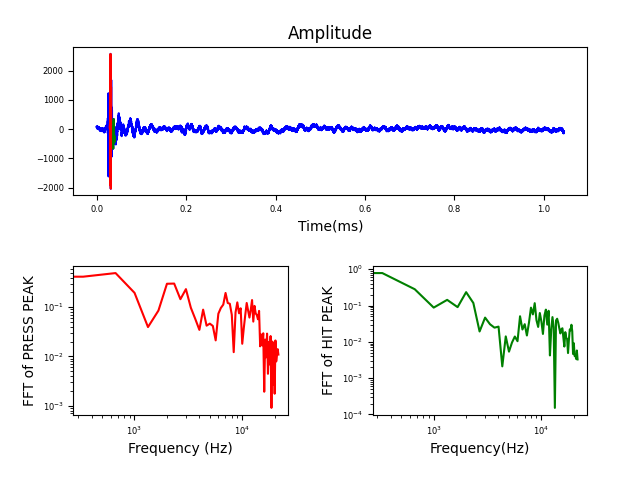 Amplitude
2000
1000
0
−1000
−2000
0.0 0.2 0.4 0.6 0.8 1.0
Time(ms)
FFT of PRESS PEAK
10⁻¹
10⁻²
10⁻³
10³ 10⁴
Frequency (Hz)
FFT of HIT PEAK
10⁰
10⁻¹
10⁻²
10⁻³
10⁻⁴
10³ 10⁴
Frequency(Hz)